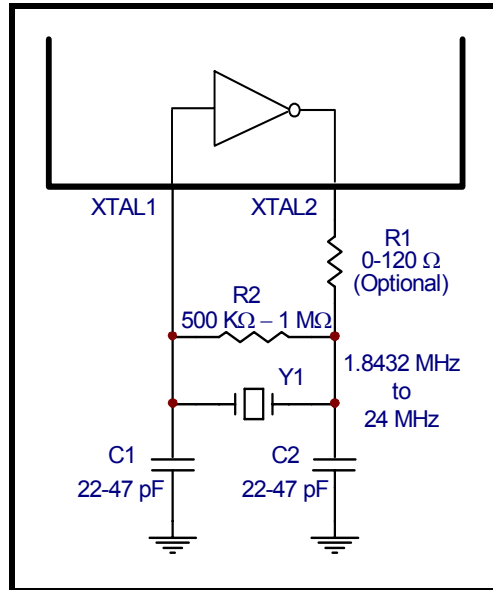 XTAL1 XTAL2
R1
0-120 Ω
(Optional)
R2
500 KΩ – 1 MΩ
Y1
1.8432 MHz
to
24 MHz
C1
22-47 pF
C2
22-47 pF